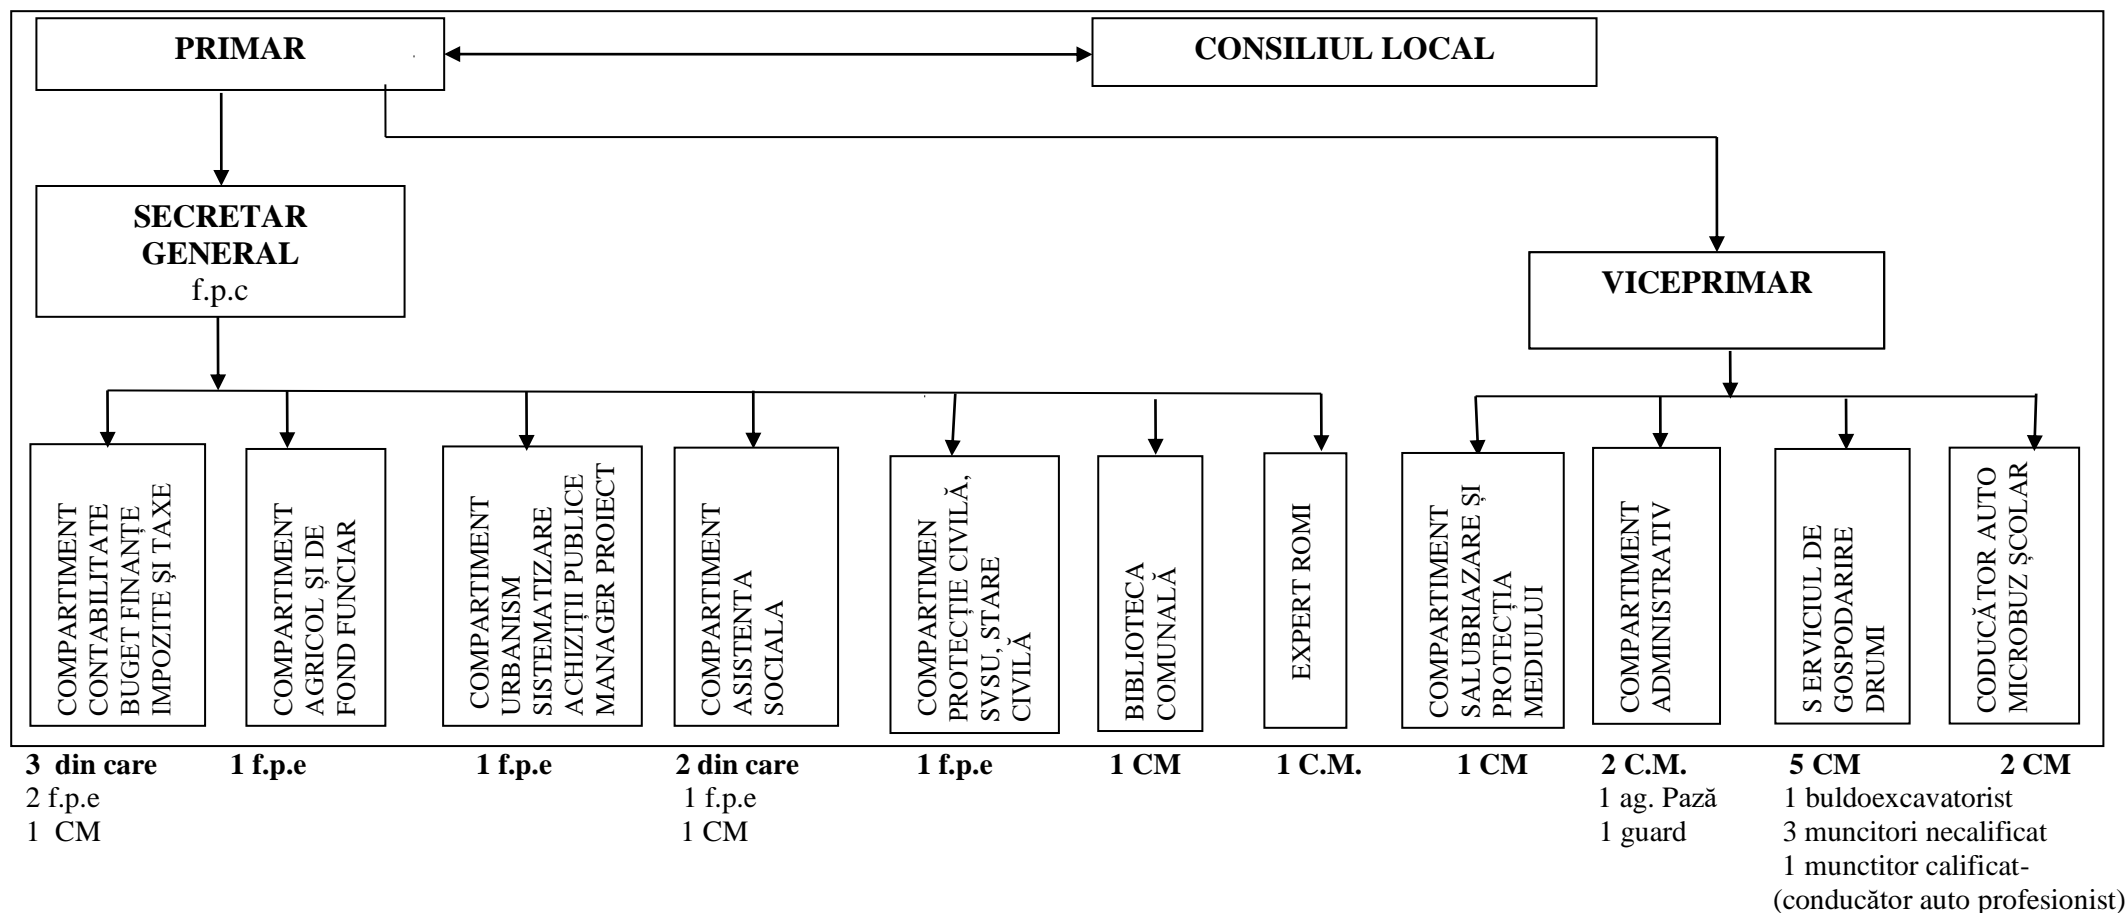 PRIMAR
CONSILIUL LOCAL
SECRETAR
GENERAL
f.p.c
VICEPRIMAR
COMPARTIMENT
CONTABILITATE
BUGET FINANȚE
IMPOZITE ȘI TAXE
COMPARTIMENT
AGRICOL ȘI DE
FOND FUNCIAR
COMPARTIMENT
URBANISM
SISTEMATIZARE
ACHIZIȚII PUBLICE
MANAGER PROIECT
COMPARTIMENT
ASISTENTA
SOCIALA
COMPARTIMEN
PROTECȚIE CIVILĂ,
SVSU, STARE
CIVILĂ
BIBLIOTECA
COMUNALĂ
EXPERT ROMI
COMPARTIMENT
SALUBRIAZARE ȘI
PROTECȚIA
MEDIULUI
COMPARTIMENT
ADMINISTRATIV
S ERVICIUL DE
GOSPODARIRE
DRUMI
CODUCĂTOR AUTO
MICROBUZ ȘCOLAR
3 din care
2 f.p.e
1 CM
1 f.p.e
1 f.p.e
2 din care
1 f.p.e
1 CM
1 f.p.e
1 CM
1 C.M.
1 CM
2 C.M.
1 ag. Pază
1 guard
5 CM
1 buldoexcavatorist
3 muncitori necalificat
1 munctitor calificat-
(conducător auto profesionist)
2 CM